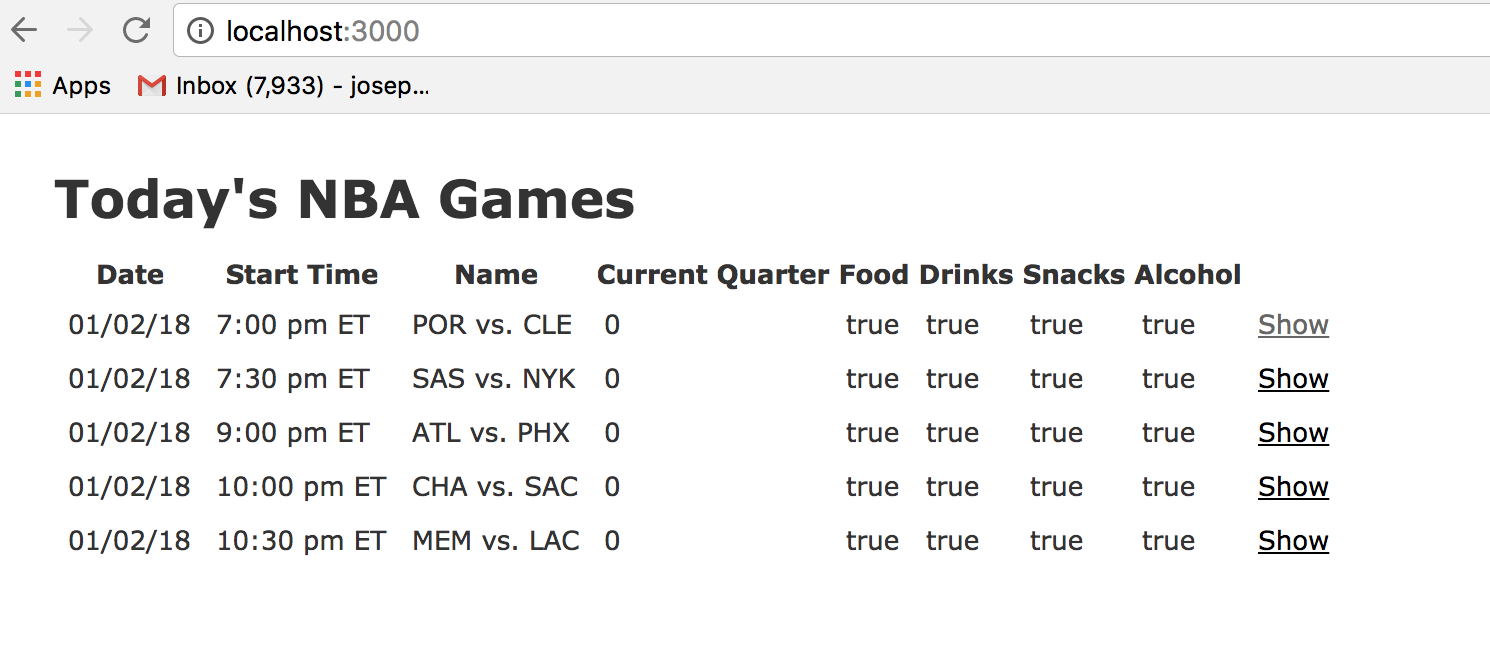 localhost:3000
Apps Inbox (7,933) - josep...
Today's NBA Games
Date Start Time Name Current Quarter Food Drinks Snacks Alcohol
01/02/18 7:00 pm ET POR vs. CLE 0 true true true true Show
01/02/18 7:30 pm ET SAS vs. NYK 0 true true true true Show
01/02/18 9:00 pm ET ATL vs. PHX 0 true true true true Show
01/02/18 10:00 pm ET CHA vs. SAC 0 true true true true Show
01/02/18 10:30 pm ET MEM vs. LAC 0 true true true true Show